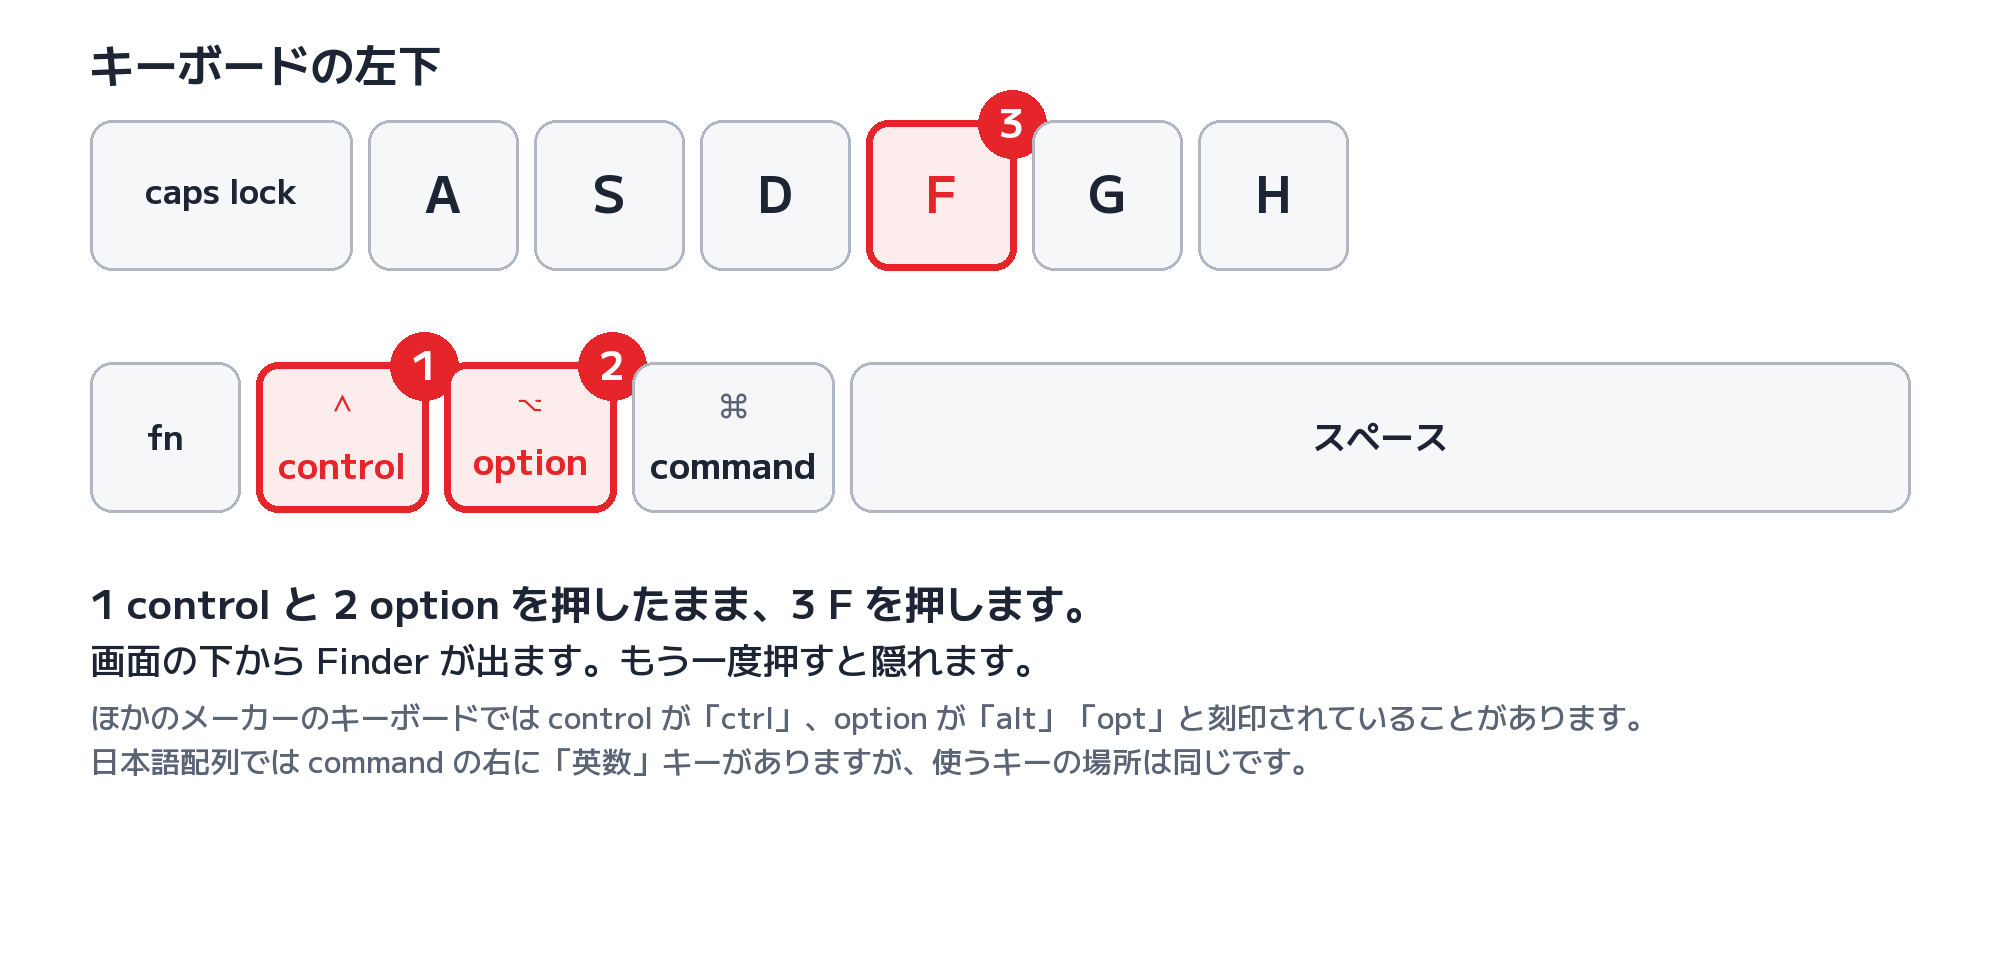 キーボードの左下
3
caps lock A S D F G H
1 2
^ ⌥ ⌘
fn control option command スペース
1 control と 2 option を押したまま、3 F を押します。
画面の下から Finder が出ます。もう一度押すと隠れます。
ほかのメーカーのキーボードでは control が「ctrl」、option が「alt」「opt」と刻印されていることがあります。
日本語配列では command の右に「英数」キーがありますが、使うキーの場所は同じです。